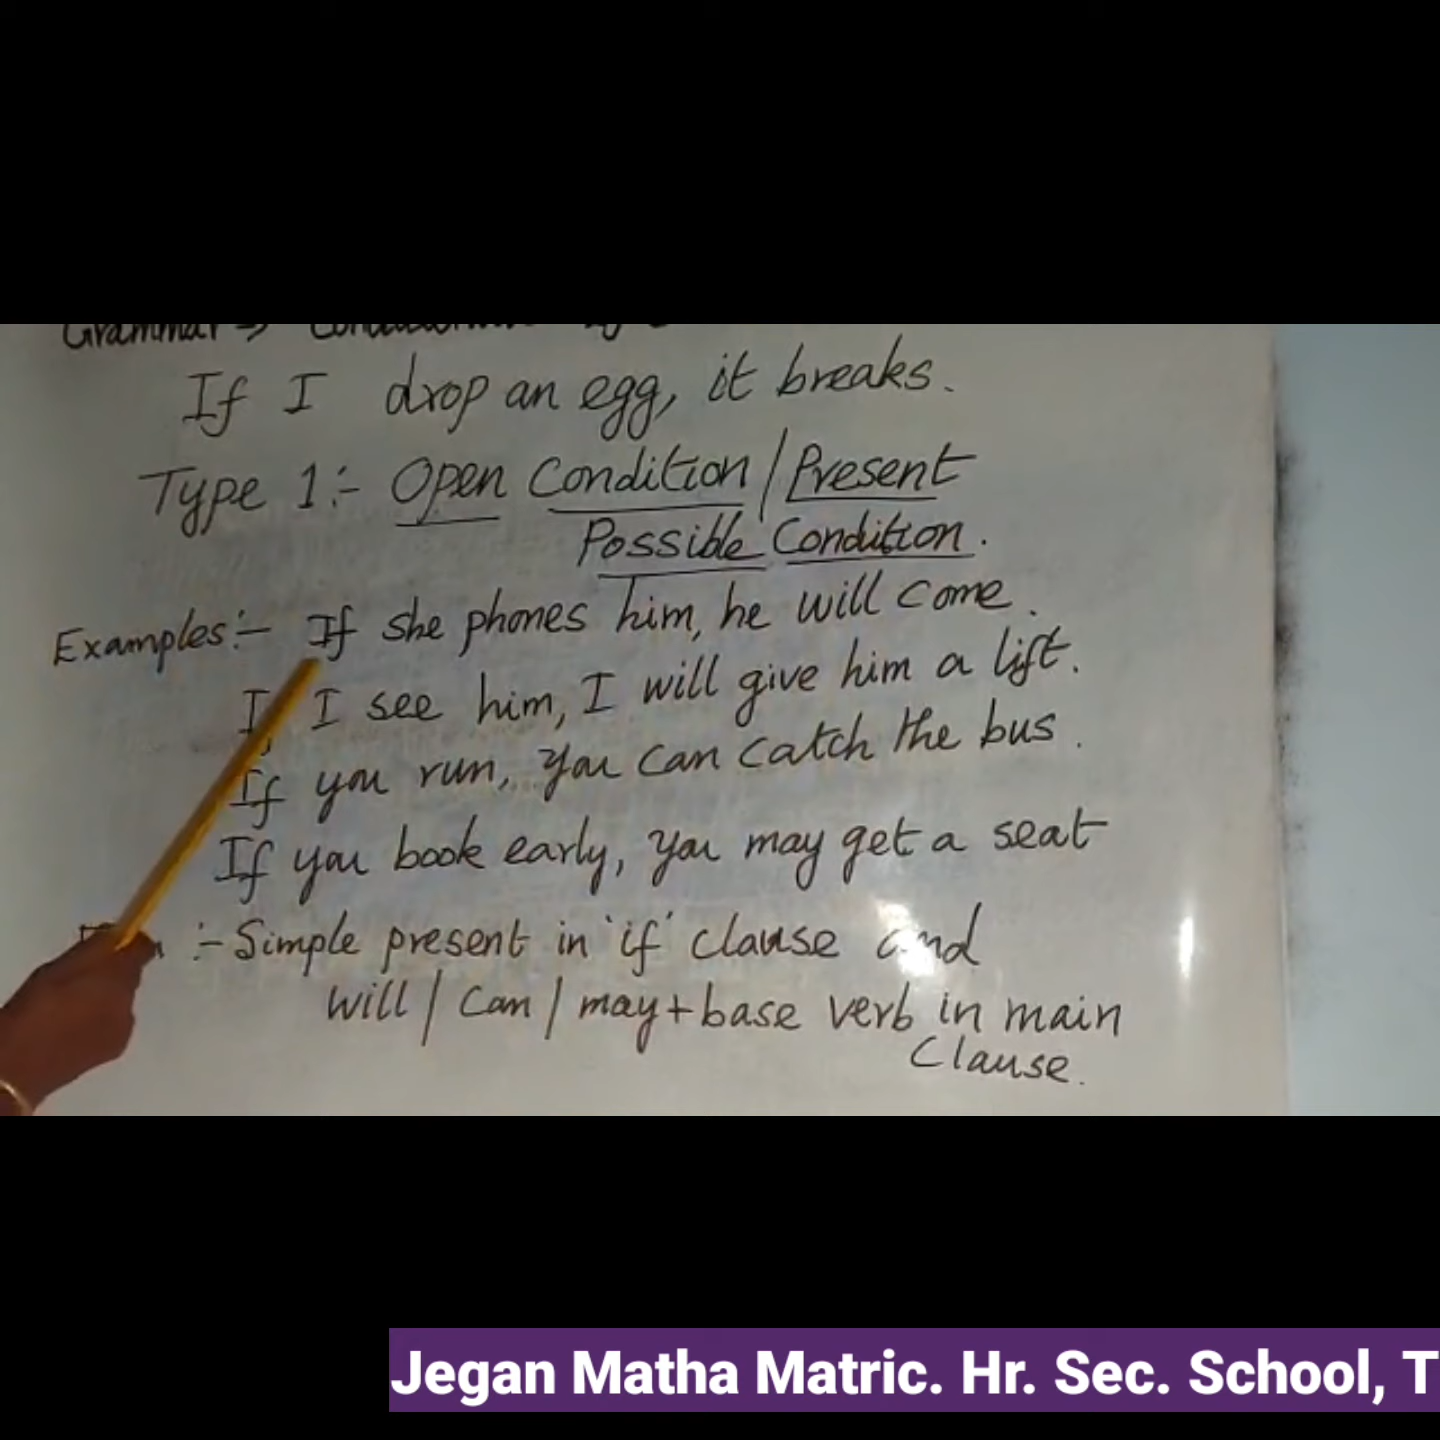 Grammar →
If I drop an egg, it breaks.
Type 1:- Open Condition / Present
Possible Condition.
Examples:- If she phones him, he will come.
I see him, I will give him a lift.
If you run, you can catch the bus.
If you book early, you may get a seat
:- Simple present in 'if' clause and
will / can / may + base verb in main
Clause.
Jegan Matha Matric. Hr. Sec. School, T